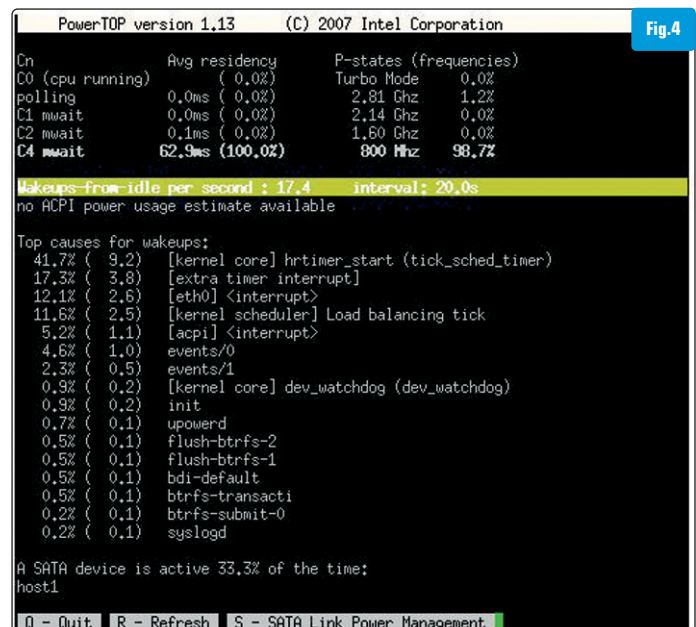 PowerTOP version 1.13 (C) 2007 Intel Corporation
Fig.4
Cn Avg residency P-states (frequencies)
C0 (cpu running) ( 0.0%) Turbo Mode 0.0%
polling 0.0ms ( 0.0%) 2.81 Ghz 1.2%
C1 mwait 0.0ms ( 0.0%) 2.14 Ghz 0.0%
C2 mwait 0.1ms ( 0.0%) 1.60 Ghz 0.0%
C4 mwait 62.9ms (100.0%) 800 Mhz 98.7%
Wakeups-from-idle per second : 17.4 interval: 20.0s
no ACPI power usage estimate available
Top causes for wakeups:
41.7% ( 9.2) [kernel core] hrtimer_start (tick_sched_timer)
17.3% ( 3.8) [extra timer interrupt]
12.1% ( 2.6) [eth0] <interrupt>
11.6% ( 2.5) [kernel scheduler] Load balancing tick
5.2% ( 1.1) [acpi] <interrupt>
4.6% ( 1.0) events/0
2.3% ( 0.5) events/1
0.9% ( 0.2) [kernel core] dev_watchdog (dev_watchdog)
0.9% ( 0.2) init
0.7% ( 0.1) upowerd
0.5% ( 0.1) flush-btrfs-2
0.5% ( 0.1) flush-btrfs-1
0.5% ( 0.1) bdi-default
0.5% ( 0.1) btrfs-transacti
0.2% ( 0.1) btrfs-submit-0
0.2% ( 0.1) syslogd
A SATA device is active 33.3% of the time:
host1
Q - Quit R - Refresh S - SATA Link Power Management